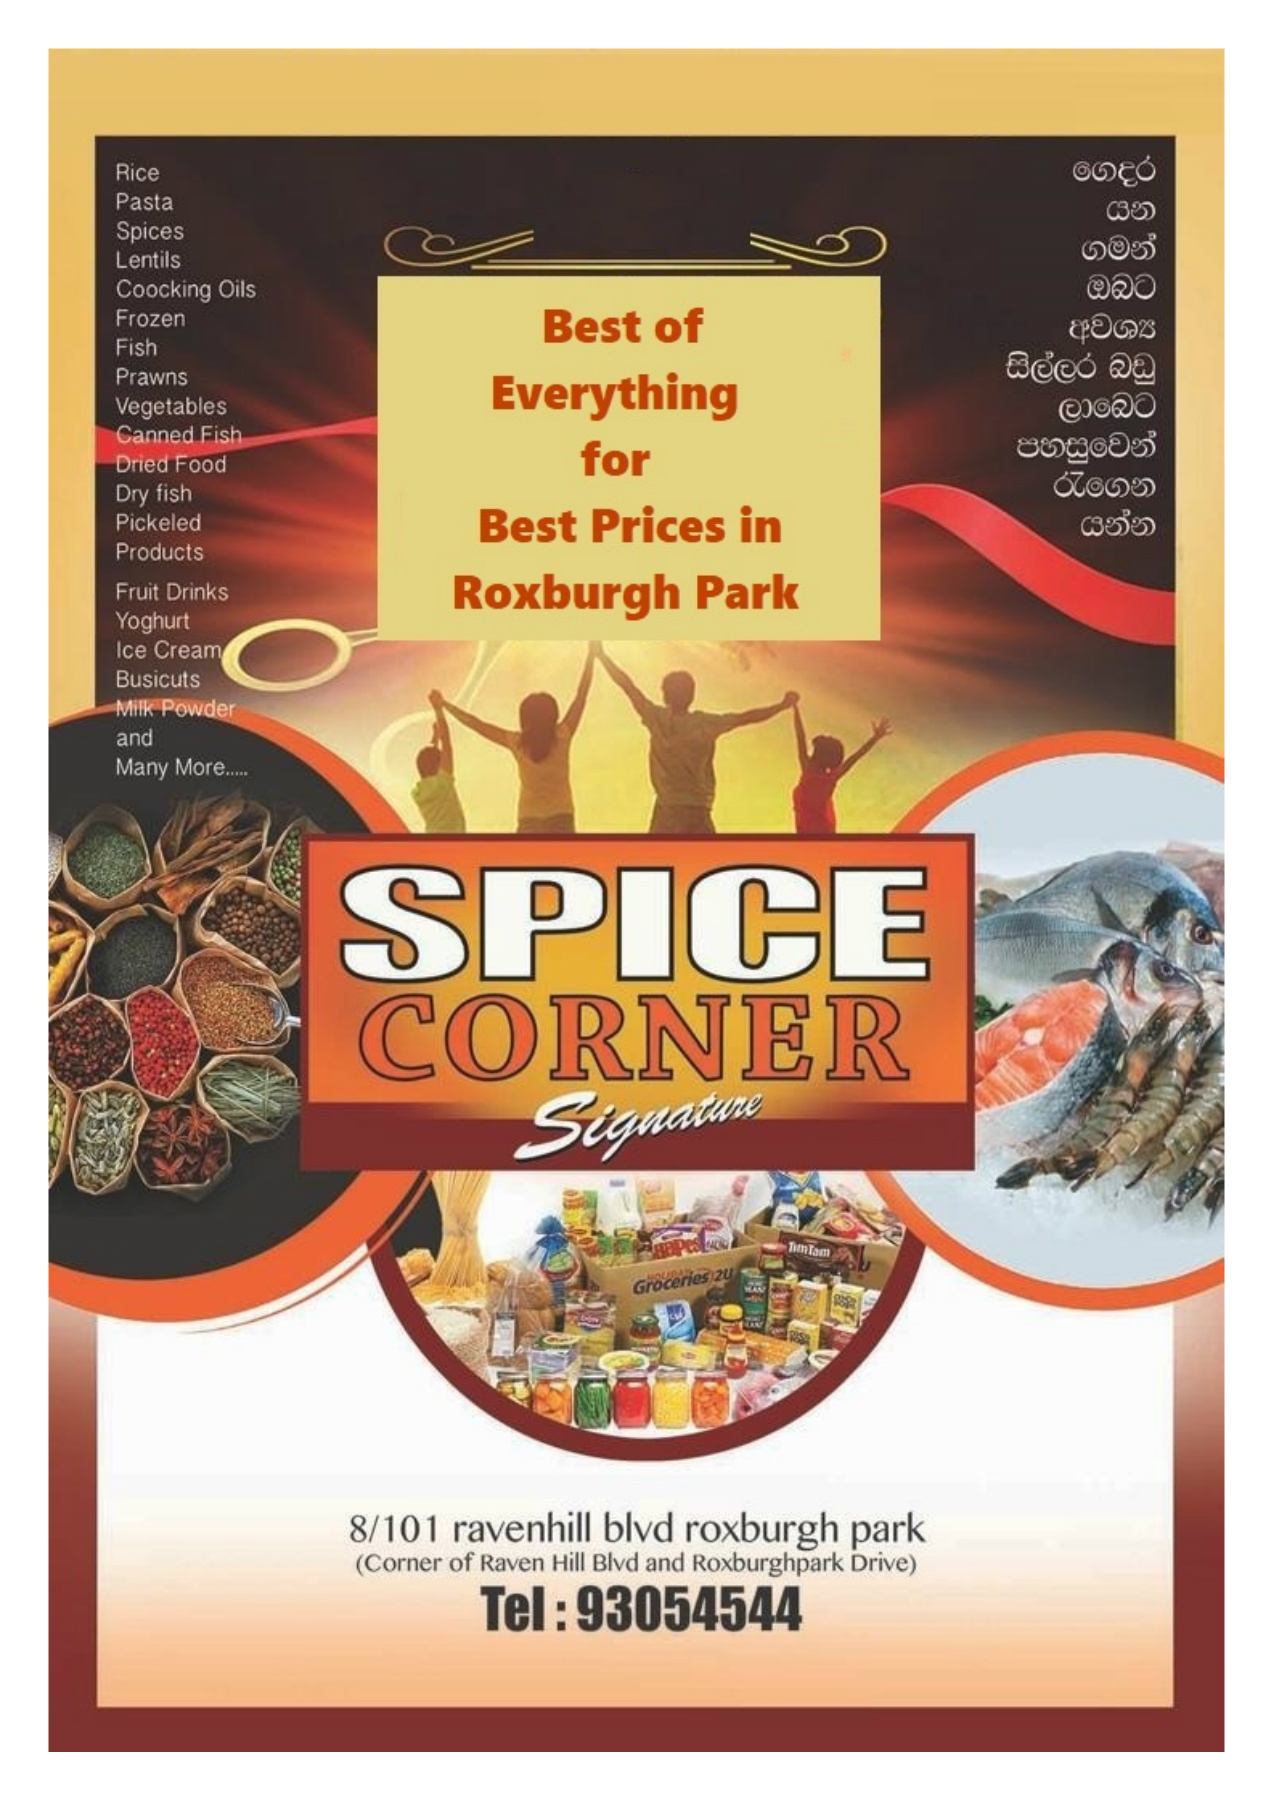 Rice
Pasta
Spices
Lentils
Coocking Oils
Frozen
Fish
Prawns
Vegetables
Canned Fish
Dried Food
Dry fish
Pickeled
Products
Fruit Drinks
Yoghurt
Ice Cream
Busicuts
Milk Powder
and
Many More.....
Best of
Everything
for
Best Prices in
Roxburgh Park
ගෙදර
යන
ගමන්
ඔබට
අවශ්‍ය
සිල්ලර බඩු
ලාබෙට
පහසුවෙන්
රැගෙන
යන්න
SPICE
CORNER
Signature
TimTam
Groceries 2U
8/101 ravenhill blvd roxburgh park
(Corner of Raven Hill Blvd and Roxburghpark Drive)
Tel : 93054544